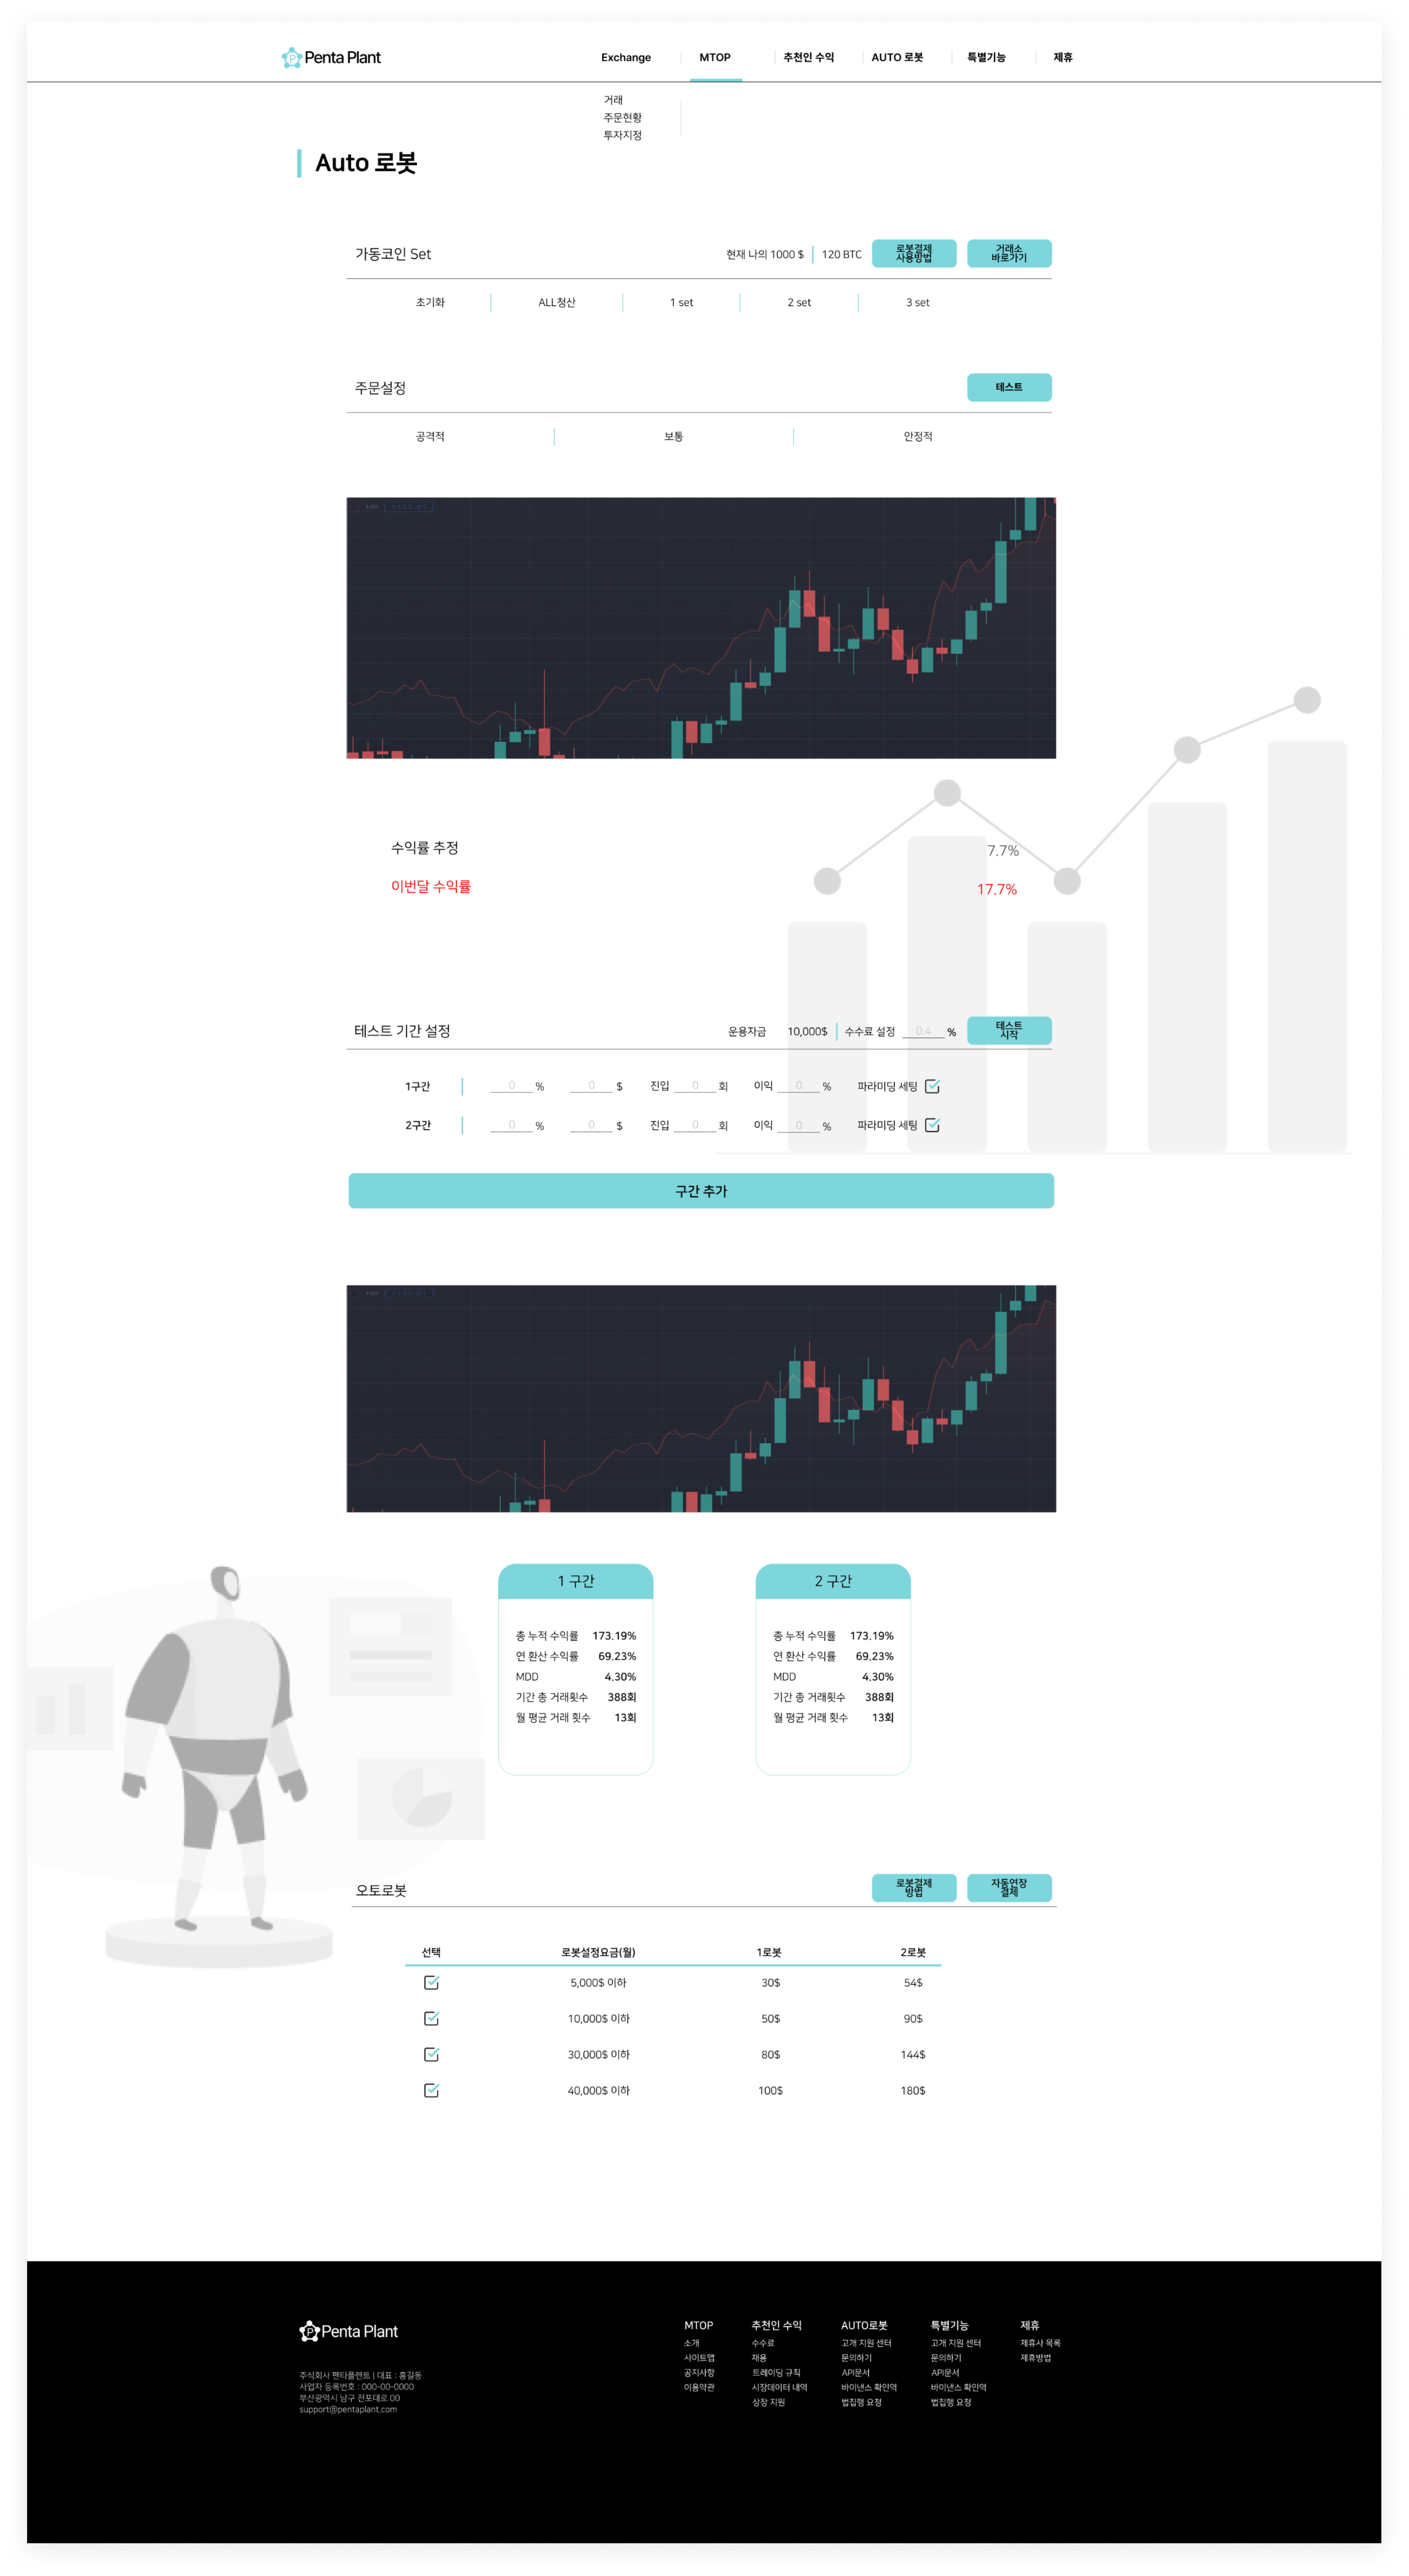 Penta Plant
Exchange
MTOP
추천인 수익
AUTO 로봇
특별기능
제휴
거래
주문현황
투자지정
Auto 로봇
가동코인 Set
현재 나의 1000 $
120 BTC
로봇결제
사용방법
거래소
바로가기
초기화
ALL청산
1 set
2 set
3 set
주문설정
테스트
공격적
보통
안정적
수익률 추정
7.7%
이번달 수익률
17.7%
테스트 기간 설정
운용자금 10,000$
수수료 설정 0.4 %
테스트
시작
1구간 0 % 0 $ 진입 0 회 이익 0 % 파라미딩 세팅
2구간 0 % 0 $ 진입 0 회 이익 0 % 파라미딩 세팅
구간 추가
1 구간
총 누적 수익률 173.19%
연 환산 수익률 69.23%
MDD 4.30%
기간 총 거래횟수 388회
월 평균 거래 횟수 13회
2 구간
총 누적 수익률 173.19%
연 환산 수익률 69.23%
MDD 4.30%
기간 총 거래횟수 388회
월 평균 거래 횟수 13회
오토로봇
로봇결제
방법
자동연장
결제
선택 로봇설정요금(월) 1로봇 2로봇
5,000$ 이하 30$ 54$
10,000$ 이하 50$ 90$
30,000$ 이하 80$ 144$
40,000$ 이하 100$ 180$
Penta Plant
주식회사 펜타플렌트 | 대표 : 홍길동
사업자 등록번호 : 000-00-0000
부산광역시 남구 전포대로 00
support@pentaplant.com
MTOP
소개
사이트맵
공지사항
이용약관
추천인 수익
수수료
채용
트레이딩 규칙
시장데이터 내역
상장 지원
AUTO로봇
고개 지원 센터
문의하기
API문서
바이낸스 확인역
법집행 요청
특별기능
고개 지원 센터
문의하기
API문서
바이낸스 확인역
법집행 요청
제휴
제휴사 목록
제휴방법